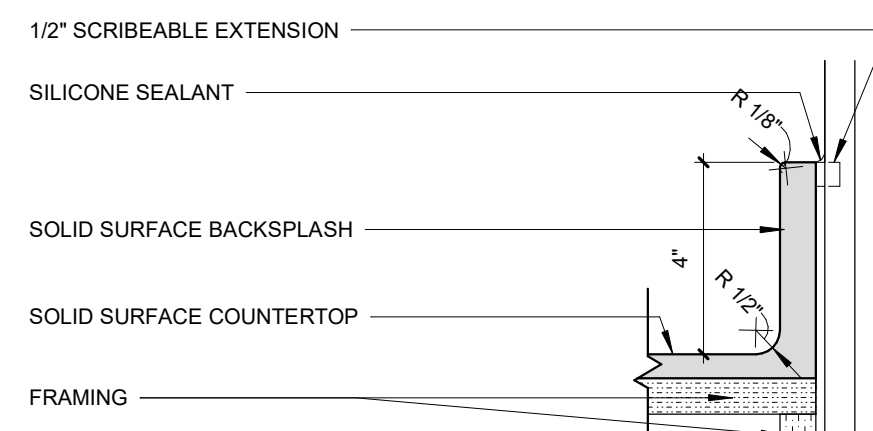 1/2" SCRIBEABLE EXTENSION
SILICONE SEALANT
R 1/8"
SOLID SURFACE BACKSPLASH
4"
R 1/2"
SOLID SURFACE COUNTERTOP
FRAMING